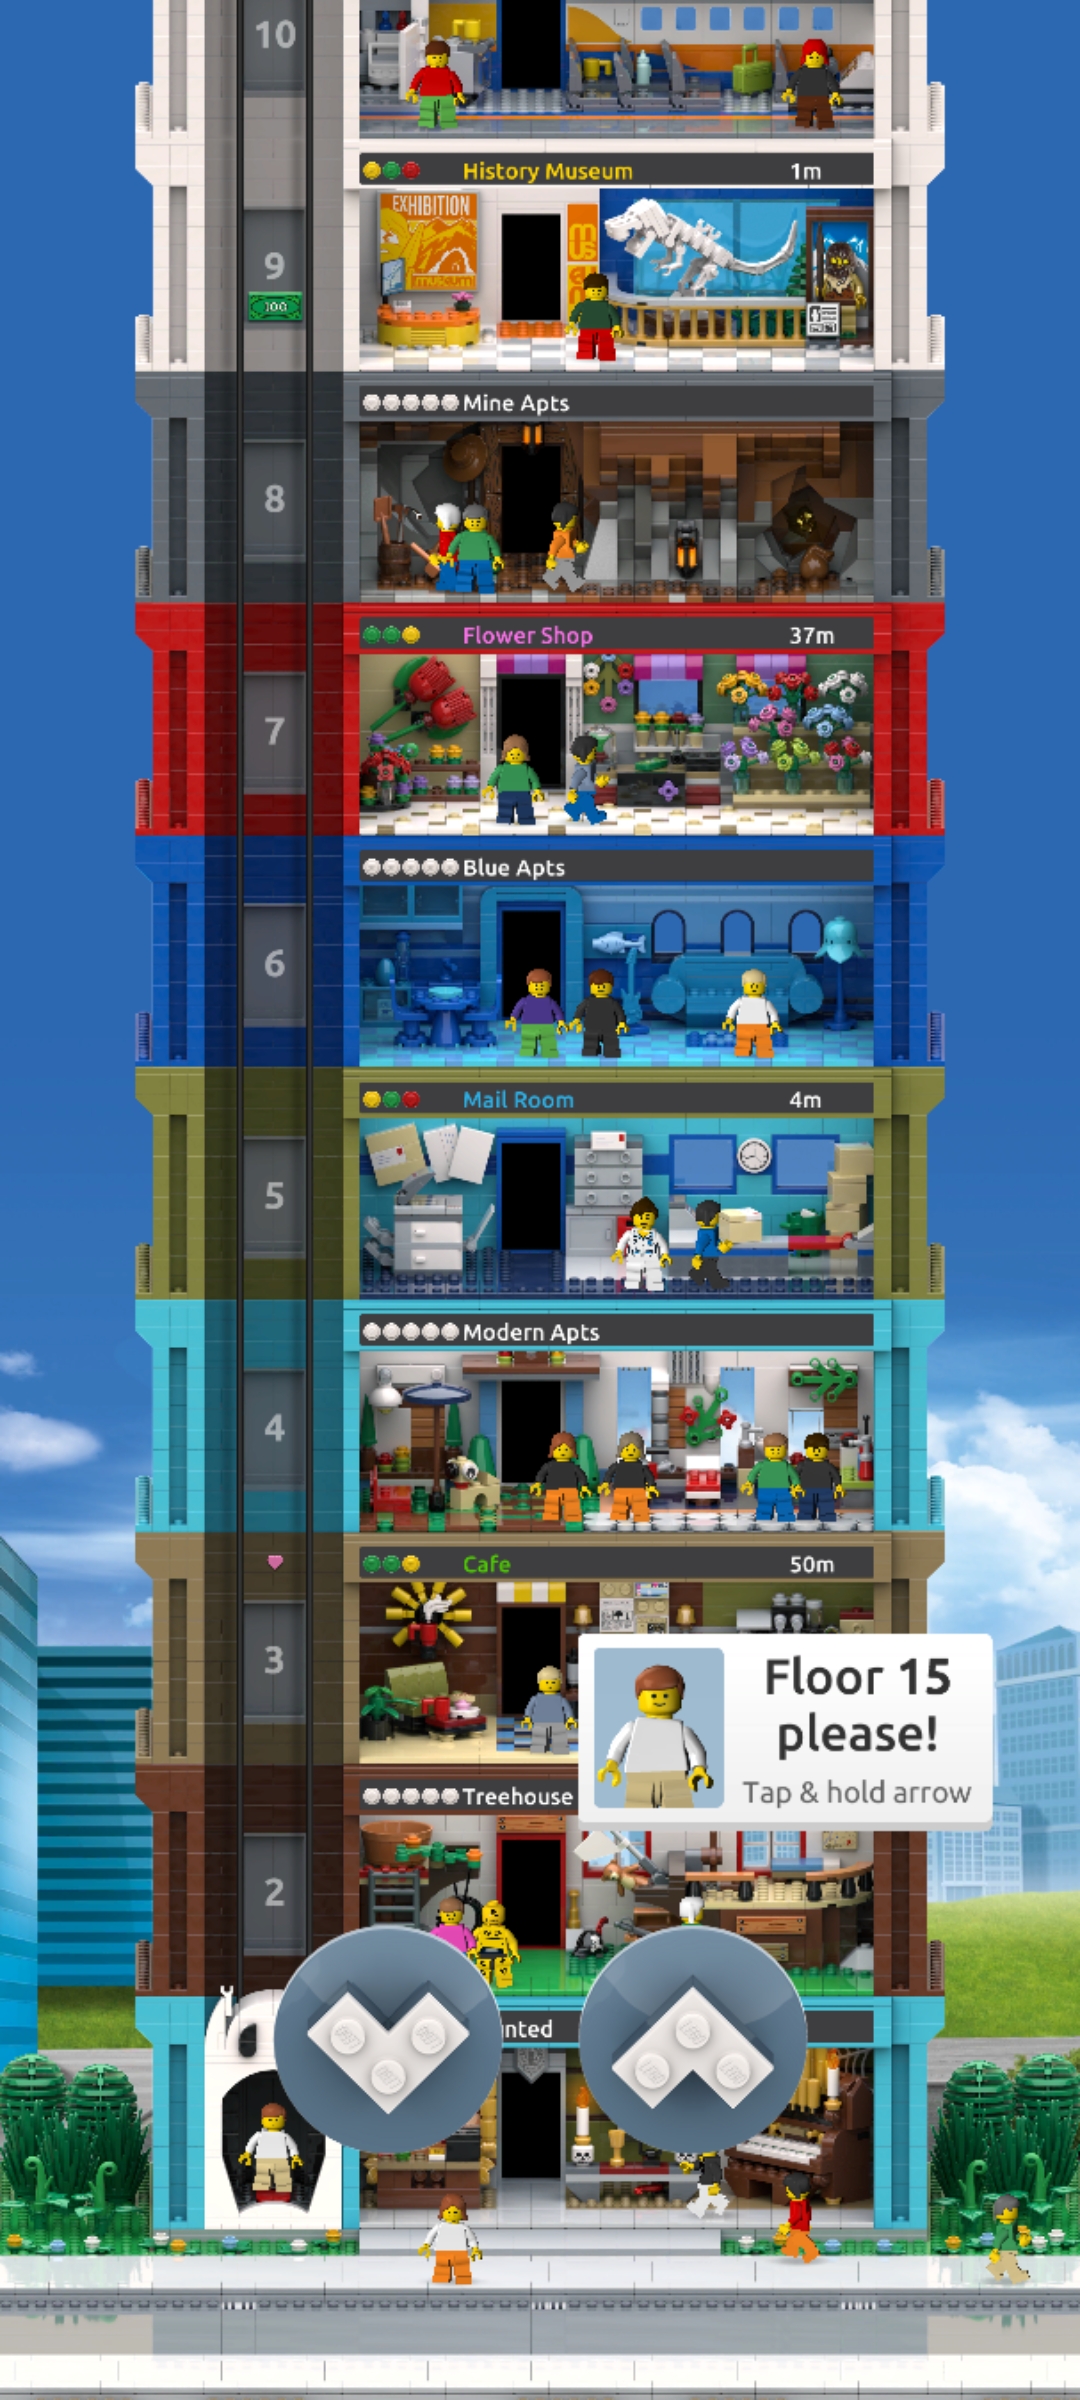 10
History Museum 1m
EXHIBITION
museum
9
100
Mine Apts
8
Flower Shop 37m
7
Blue Apts
6
Mail Room 4m
5
Modern Apts
4
Cafe 50m
3
Floor 15
please!
Tap & hold arrow
Treehouse
2
nted